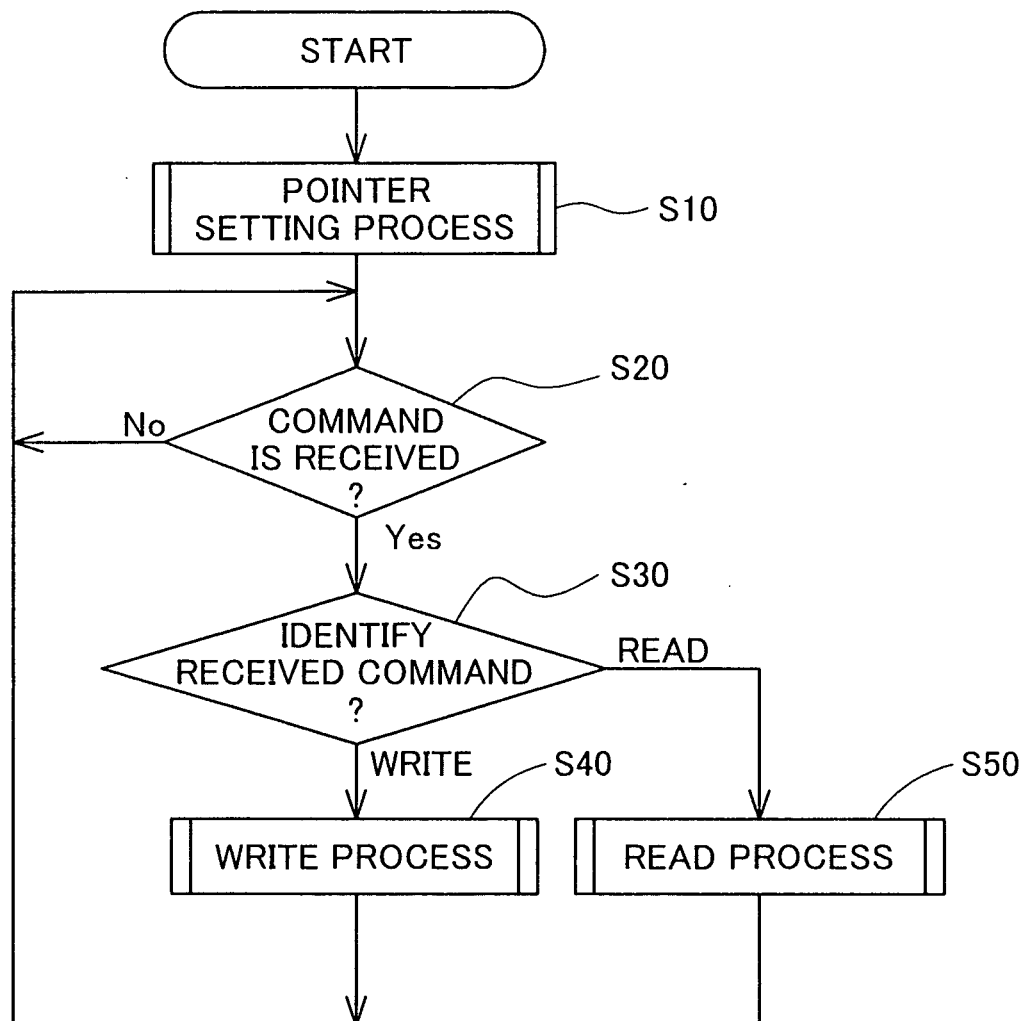 START
POINTER
SETTING PROCESS
S10
S20
No
COMMAND
IS RECEIVED
?
Yes
S30
IDENTIFY
RECEIVED COMMAND
?
READ
WRITE
S40
S50
WRITE PROCESS
READ PROCESS